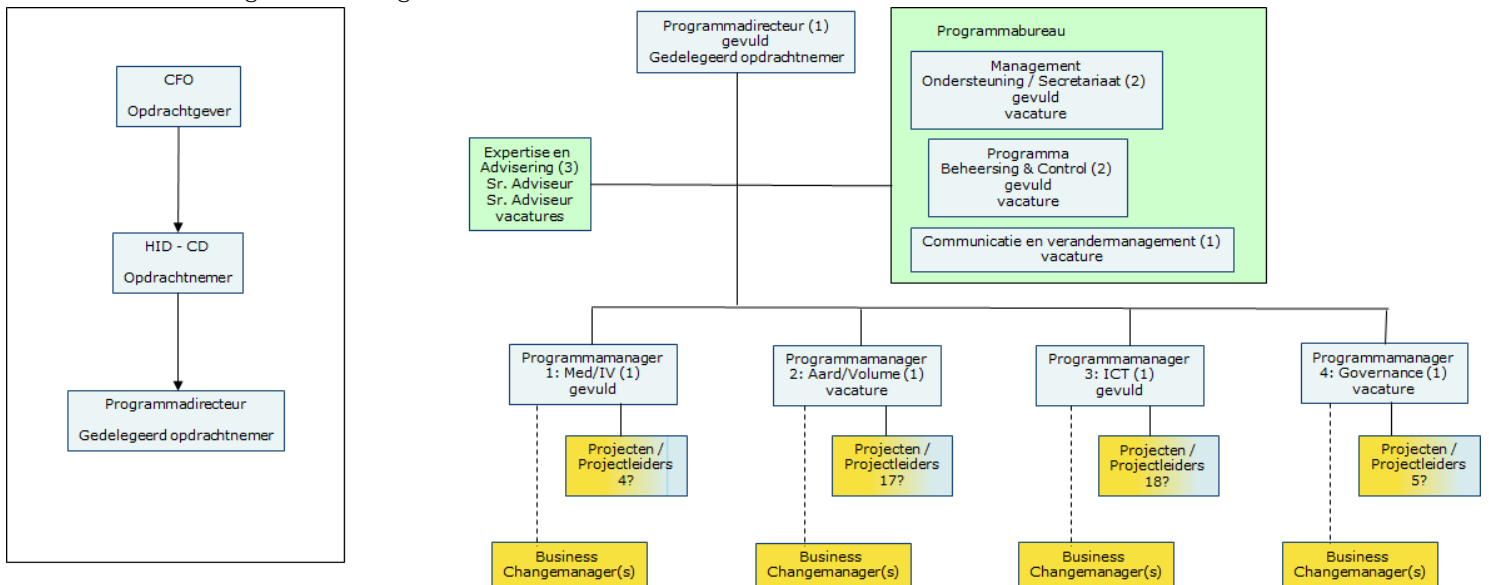 CFO
Opdrachtgever
HID - CD
Opdrachtnemer
Programmadirecteur
Gedelegeerd opdrachtnemer
Programmadirecteur (1)
gevuld
Gedelegeerd opdrachtnemer
Programmabureau
Management
Ondersteuning / Secretariaat (2)
gevuld
vacature
Programma
Beheersing & Control (2)
gevuld
vacature
Communicatie en verandermanagement (1)
vacature
Expertise en
Advisering (3)
Sr. Adviseur
Sr. Adviseur
vacatures
Programmamanager
1: Med/IV (1)
gevuld
Programmamanager
2: Aard/Volume (1)
vacature
Programmamanager
3: ICT (1)
gevuld
Programmamanager
4: Governance (1)
vacature
Projecten /
Projectleiders
4?
Projecten /
Projectleiders
17?
Projecten /
Projectleiders
18?
Projecten /
Projectleiders
5?
Business
Changemanager(s)
Business
Changemanager(s)
Business
Changemanager(s)
Business
Changemanager(s)